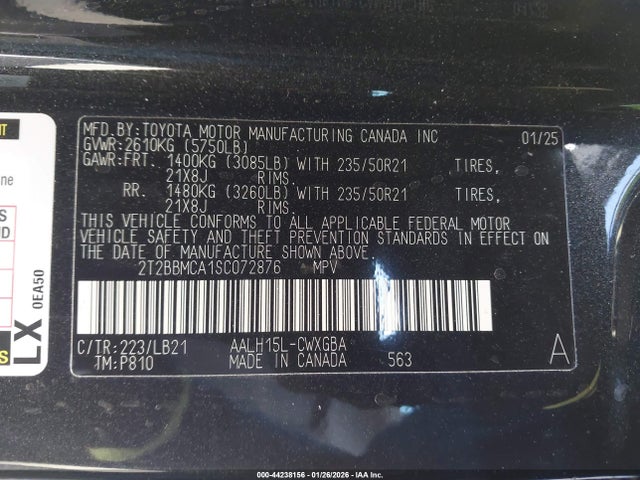 MFD.BY:TOYOTA MOTOR MANUFACTURING CANADA INC 01/25
GVWR:2610KG (5750LB)
GAWR:FRT. 1400KG (3085LB) WITH 235/50R21 TIRES,
21X8J RIMS.
RR. 1480KG (3260LB) WITH 235/50R21 TIRES,
21X8J RIMS.
THIS VEHICLE CONFORMS TO ALL APPLICABLE FEDERAL MOTOR
VEHICLE SAFETY AND THEFT PREVENTION STANDARDS IN EFFECT
ON THE DATE OF MANUFACTURE SHOWN ABOVE.
2T2BBMCA1SC072876 MPV
C/TR:223/LB21 AALH15L-CWXGBA
TM:P810 MADE IN CANADA 563 A
LX
0EA50
000-44238156 - 01/26/2026 - IAA Inc.